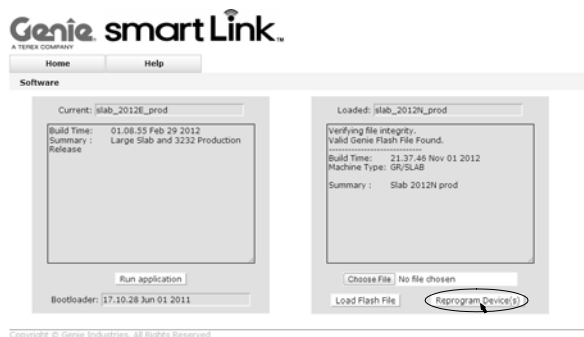 Genie smartLink™
A TEREX COMPANY
Home Help
Software
Current: slab_2012E_prod
Build Time: 01.08.55 Feb 29 2012
Summary : Large Slab and 3232 Production
Release
Run application
Bootloader: 17.10.28 Jun 01 2011
Loaded: slab_2012N_prod
Verifying file integrity.
Valid Genie Flash File Found.
------------------------------
Build Time: 21.37.46 Nov 01 2012
Machine Type: GR/SLAB
Summary : Slab 2012N prod
Choose File No file chosen
Load Flash File Reprogram Device(s)
Copyright © Genie Industries. All Rights Reserved